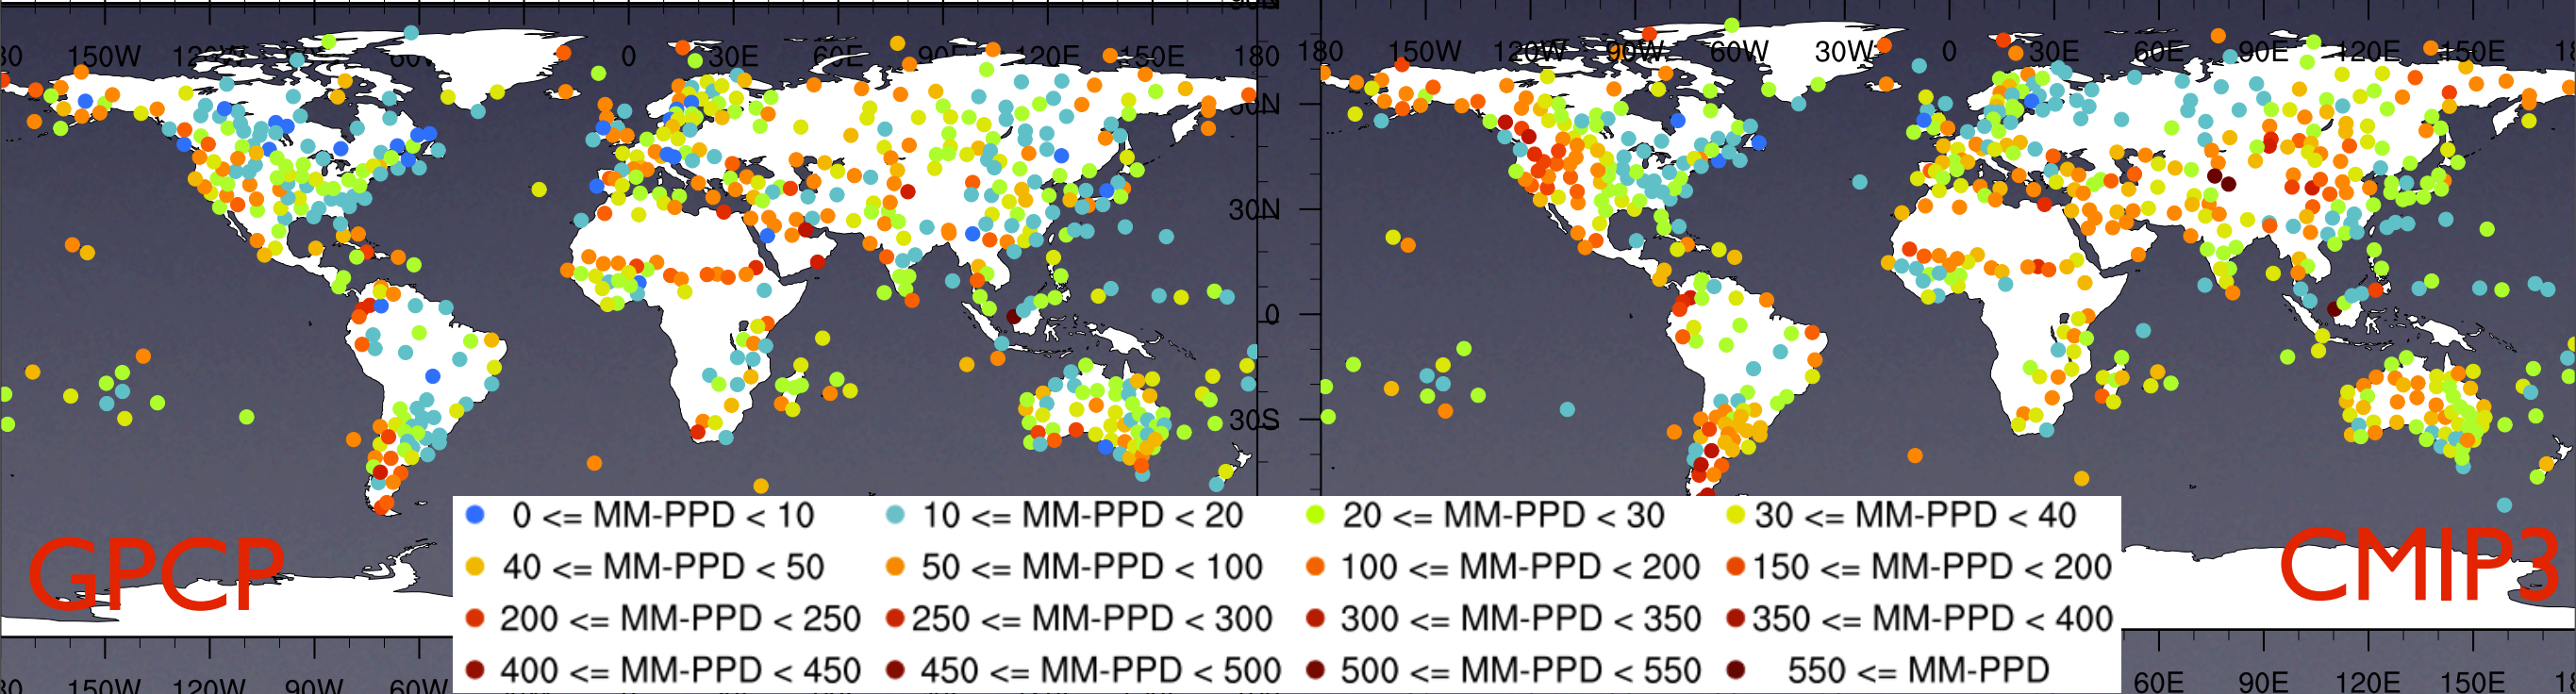 90N
150W 120W 60W 0 30E 60E 90E 120E 150E 180
180 150W 120W 90W 60W 30W 0 30E 60E 90E 120E 150E
60N
30N
0
30S
GPCP
CMIP3
0 <= MM-PPD < 10 10 <= MM-PPD < 20 20 <= MM-PPD < 30 30 <= MM-PPD < 40
40 <= MM-PPD < 50 50 <= MM-PPD < 100 100 <= MM-PPD < 200 150 <= MM-PPD < 200
200 <= MM-PPD < 250 250 <= MM-PPD < 300 300 <= MM-PPD < 350 350 <= MM-PPD < 400
400 <= MM-PPD < 450 450 <= MM-PPD < 500 500 <= MM-PPD < 550 550 <= MM-PPD
150W 120W 90W 60W
60E 90E 120E 150E